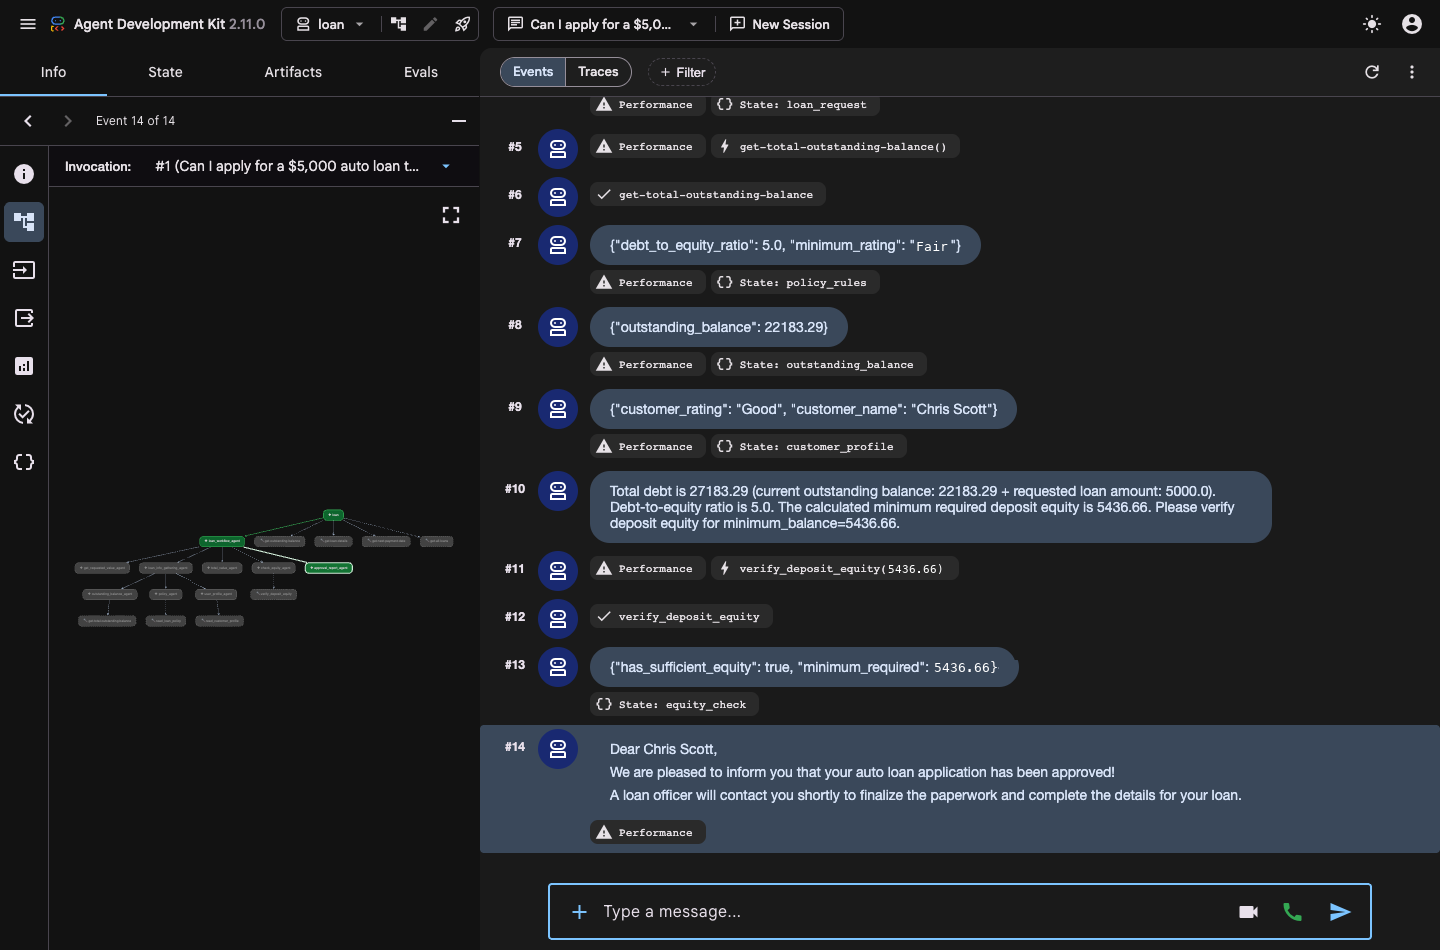 Agent Development Kit 2.11.0
loan
Can I apply for a $5,0...
New Session
Info
State
Artifacts
Evals
Events
Traces
+ Filter
Event 14 of 14
Invocation:
#1 (Can I apply for a $5,000 auto loan t...
Performance
State: loan_request
#5
Performance
get-total-outstanding-balance()
#6
get-total-outstanding-balance
#7
{"debt_to_equity_ratio": 5.0, "minimum_rating": "Fair"}
Performance
State: policy_rules
#8
{"outstanding_balance": 22183.29}
Performance
State: outstanding_balance
#9
{"customer_rating": "Good", "customer_name": "Chris Scott"}
Performance
State: customer_profile
#10
Total debt is 27183.29 (current outstanding balance: 22183.29 + requested loan amount: 5000.0).
Debt-to-equity ratio is 5.0. The calculated minimum required deposit equity is 5436.66. Please verify
deposit equity for minimum_balance=5436.66.
#11
Performance
verify_deposit_equity(5436.66)
#12
verify_deposit_equity
#13
{"has_sufficient_equity": true, "minimum_required": 5436.66}
State: equity_check
#14
Dear Chris Scott,
We are pleased to inform you that your auto loan application has been approved!
A loan officer will contact you shortly to finalize the paperwork and complete the details for your loan.
Performance
Type a message...